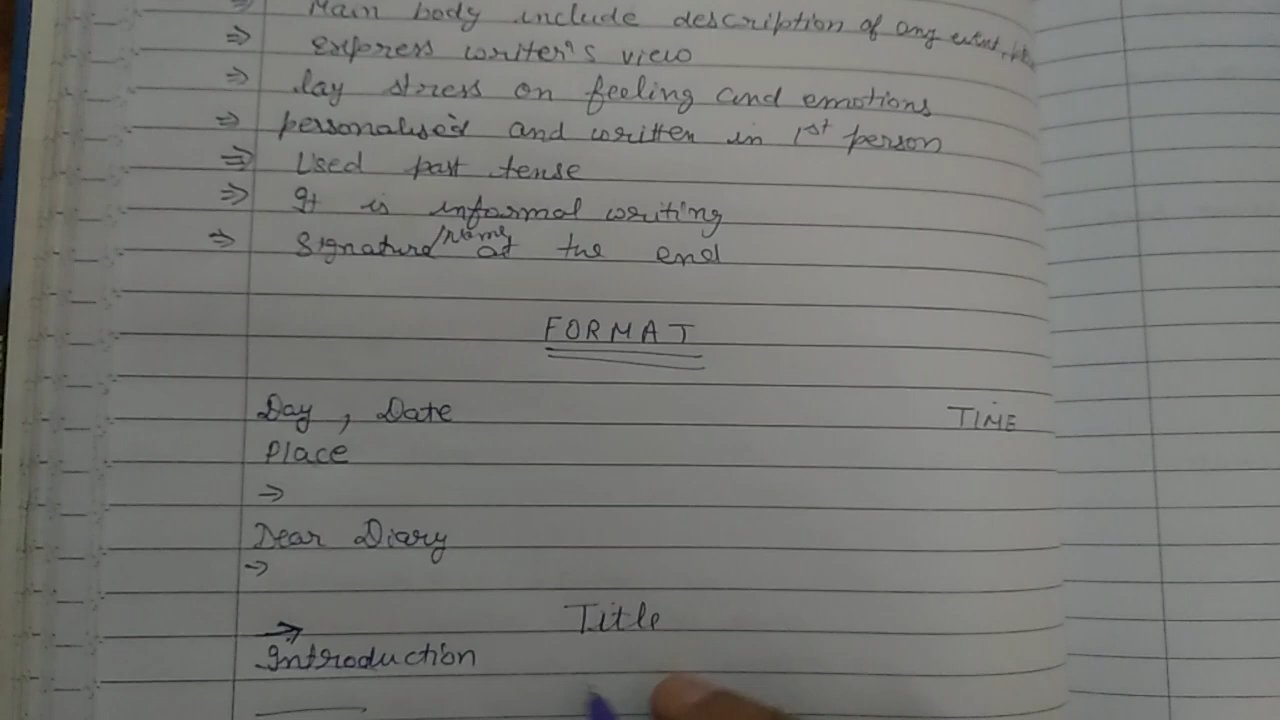 ⇒ Main body include description of any event,
⇒ express writer's view
⇒ lay stress on feeling and emotions
⇒ personalised and written in 1st person
⇒ Used past tense
⇒ It is informal writing
⇒ Signature/Name at the end
FORMAT
Day, Date TIME
Place
⇒
Dear Diary
⇒
→ Title
Introduction